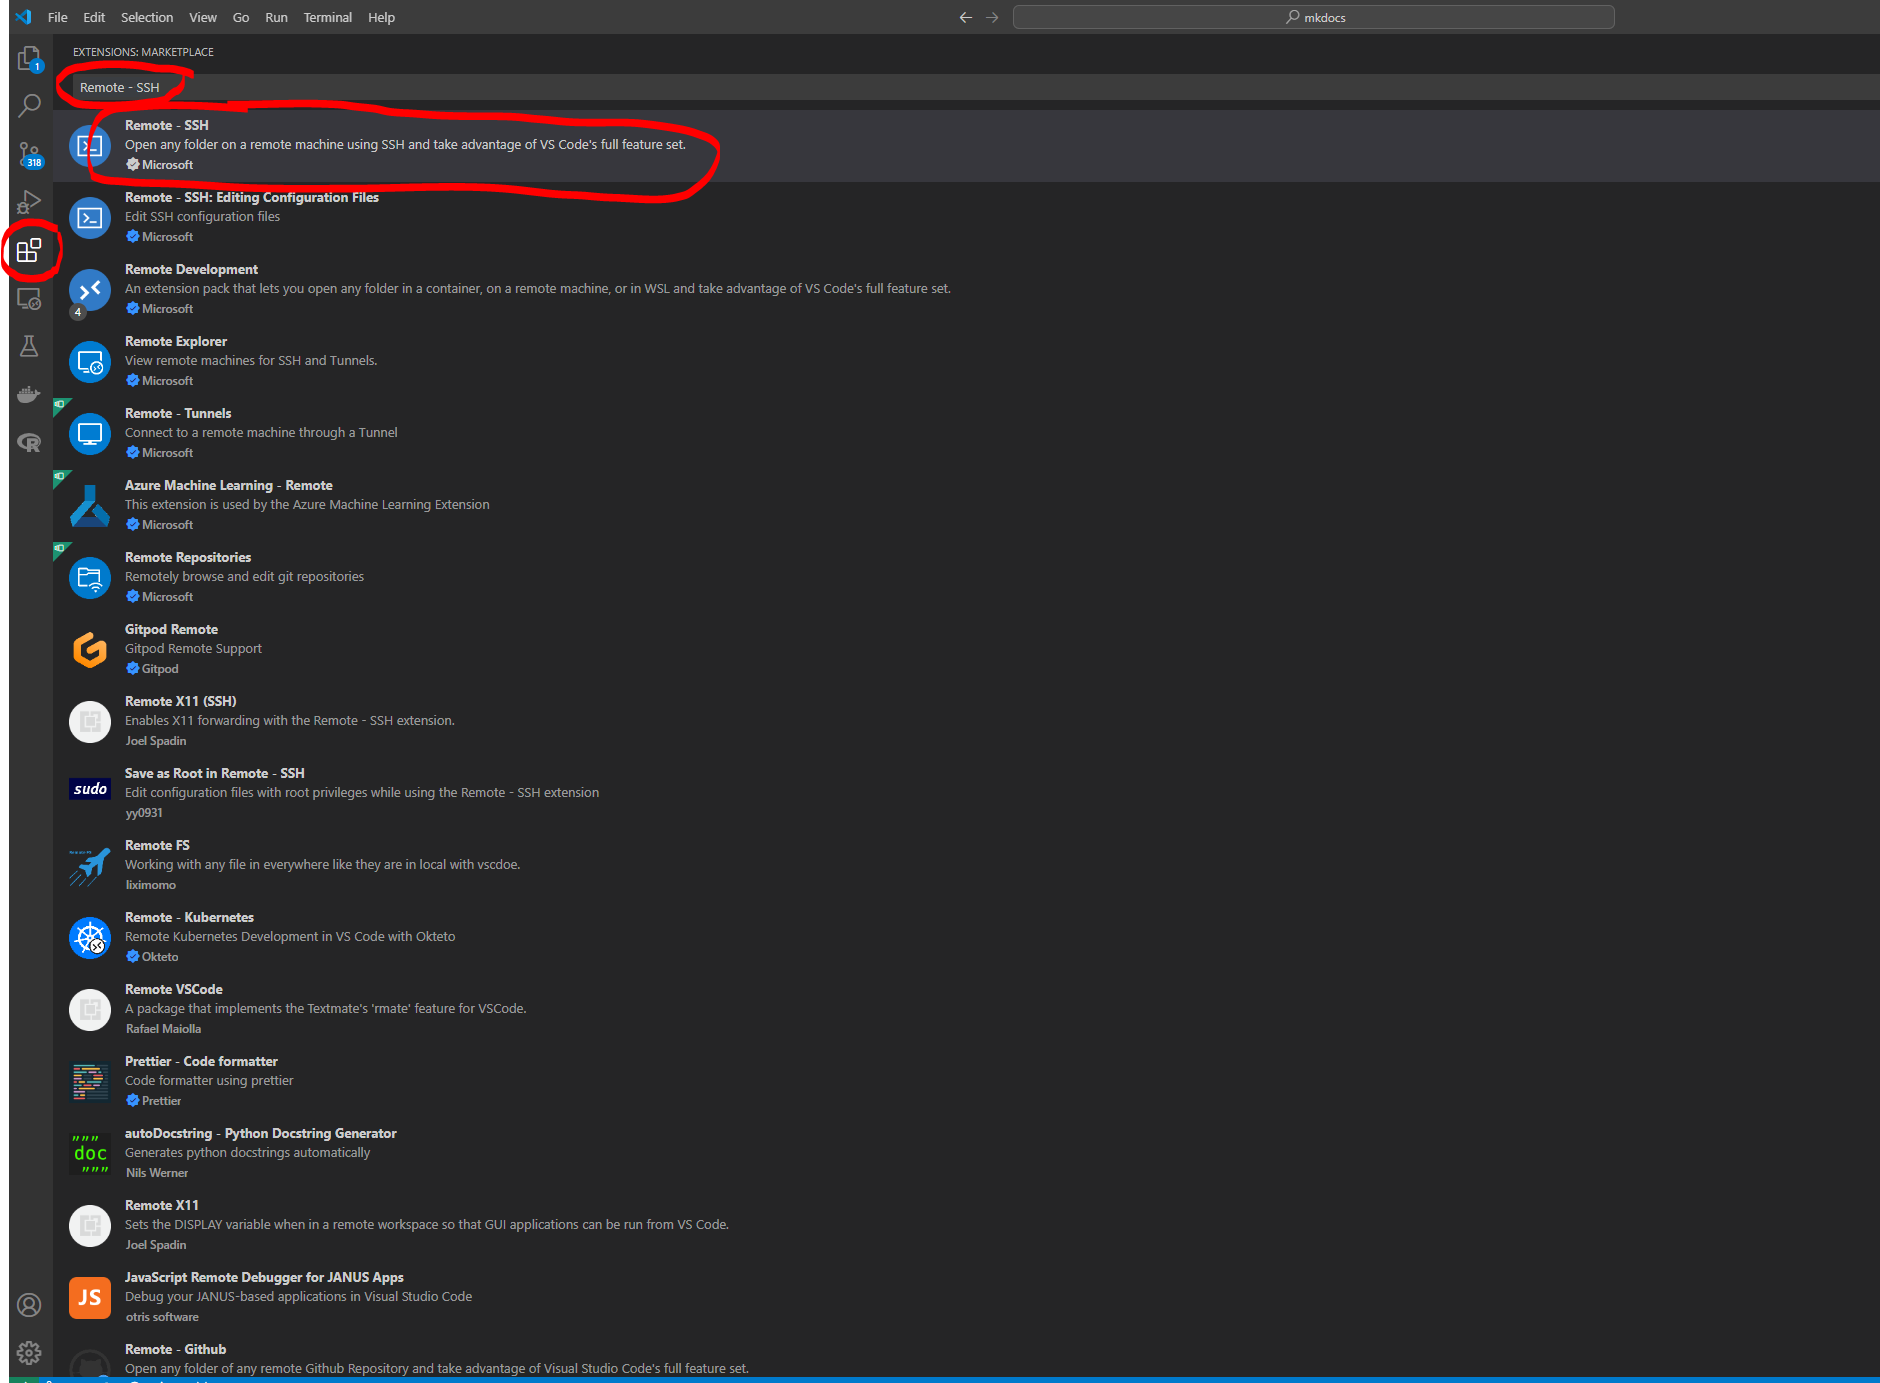 File Edit Selection View Go Run Terminal Help
mkdocs
EXTENSIONS: MARKETPLACE
1
Remote - SSH
Remote - SSH
Open any folder on a remote machine using SSH and take advantage of VS Code's full feature set.
Microsoft
318
Remote - SSH: Editing Configuration Files
Edit SSH configuration files
Microsoft
Remote Development
An extension pack that lets you open any folder in a container, on a remote machine, or in WSL and take advantage of VS Code's full feature set.
4
Microsoft
Remote Explorer
View remote machines for SSH and Tunnels.
Microsoft
Remote - Tunnels
Connect to a remote machine through a Tunnel
Microsoft
R
Azure Machine Learning - Remote
This extension is used by the Azure Machine Learning Extension
Microsoft
Remote Repositories
Remotely browse and edit git repositories
Microsoft
Gitpod Remote
Gitpod Remote Support
Gitpod
Remote X11 (SSH)
Enables X11 forwarding with the Remote - SSH extension.
Joel Spadin
Save as Root in Remote - SSH
sudo
Edit configuration files with root privileges while using the Remote - SSH extension
yy0931
Remote FS
Working with any file in everywhere like they are in local with vscdoe.
liximomo
Remote - Kubernetes
Remote Kubernetes Development in VS Code with Okteto
Okteto
Remote VSCode
A package that implements the Textmate's 'rmate' feature for VSCode.
Rafael Maiolla
Prettier - Code formatter
Code formatter using prettier
Prettier
autoDocstring - Python Docstring Generator
"""
doc
"""
Generates python docstrings automatically
Nils Werner
Remote X11
Sets the DISPLAY variable when in a remote workspace so that GUI applications can be run from VS Code.
Joel Spadin
JavaScript Remote Debugger for JANUS Apps
JS
Debug your JANUS-based applications in Visual Studio Code
otris software
Remote - Github
Open any folder of any remote Github Repository and take advantage of Visual Studio Code's full feature set.